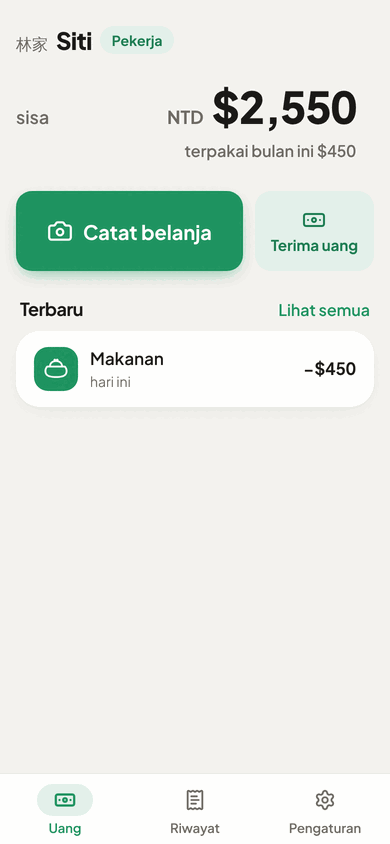 林家 Siti Pekerja
sisa NTD $2,550
terpakai bulan ini $450
Catat belanja
Terima uang
Terbaru Lihat semua
Makanan
hari ini
−$450
Uang Riwayat Pengaturan